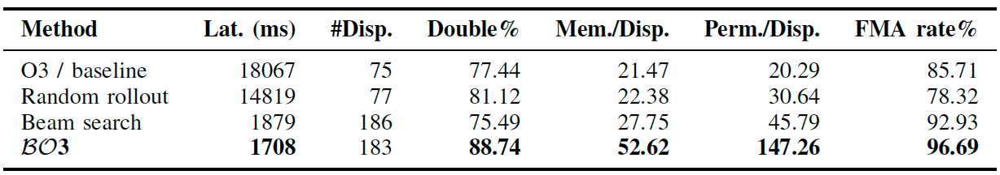 Method Lat. (ms) #Disp. Double% Mem./Disp. Perm./Disp. FMA rate%
O3 / baseline 18067 75 77.44 21.47 20.29 85.71
Random rollout 14819 77 81.12 22.38 30.64 78.32
Beam search 1879 186 75.49 27.75 45.79 92.93
𝓑𝓞3 1708 183 88.74 52.62 147.26 96.69